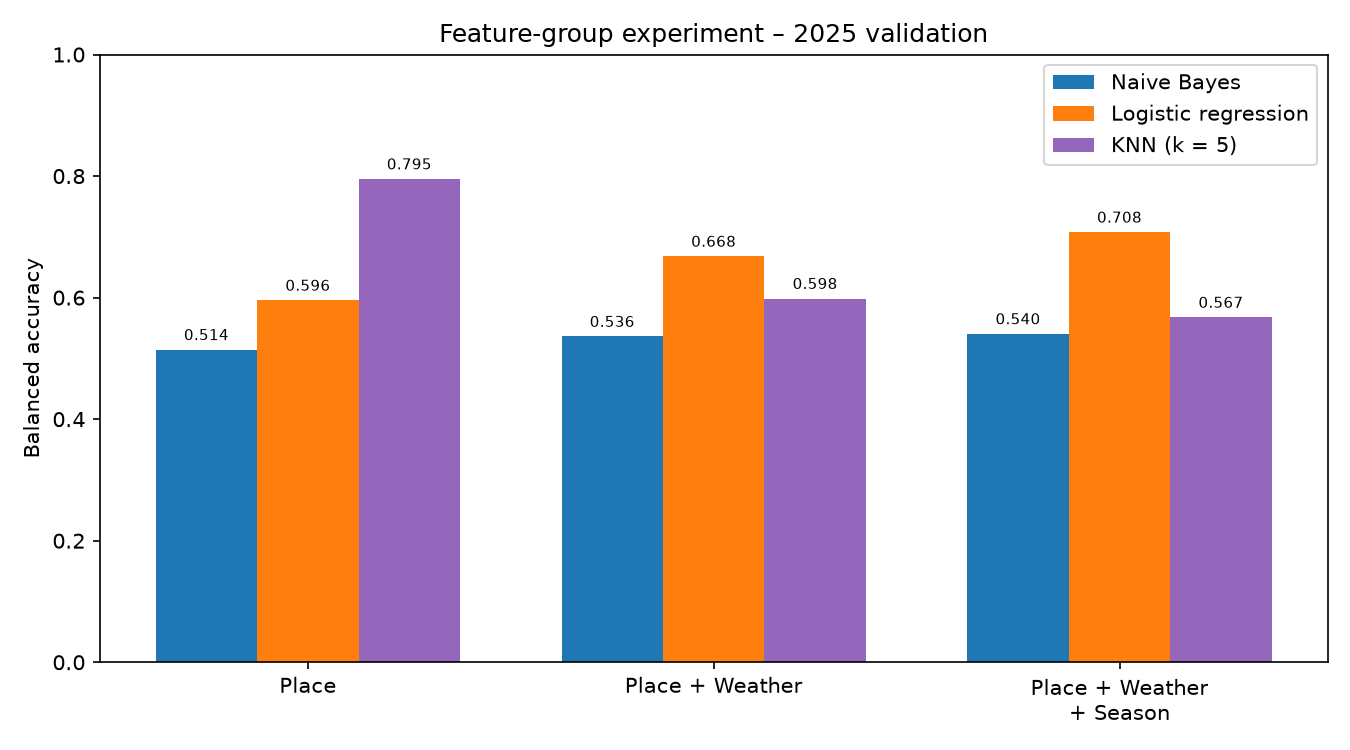 Feature-group experiment – 2025 validation
Naive Bayes
Logistic regression
KNN (k = 5)
Balanced accuracy
1.0
0.8
0.6
0.4
0.2
0.0
0.514
0.596
0.795
0.536
0.668
0.598
0.540
0.708
0.567
Place
Place + Weather
Place + Weather
+ Season